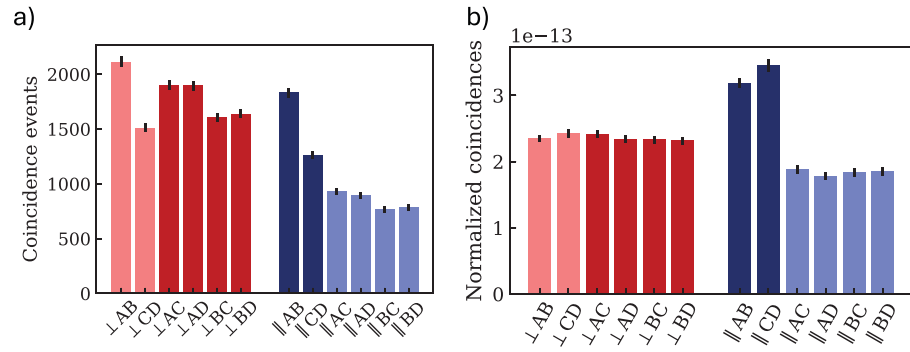 a)
Coincidence events
2000
1500
1000
500
0
⊥AB
⊥CD
⊥AC
⊥AD
⊥BC
⊥BD
∥AB
∥CD
∥AC
∥AD
∥BC
∥BD
b)
1e−13
Normalized coincidences
3
2
1
0
⊥AB
⊥CD
⊥AC
⊥AD
⊥BC
⊥BD
∥AB
∥CD
∥AC
∥AD
∥BC
∥BD